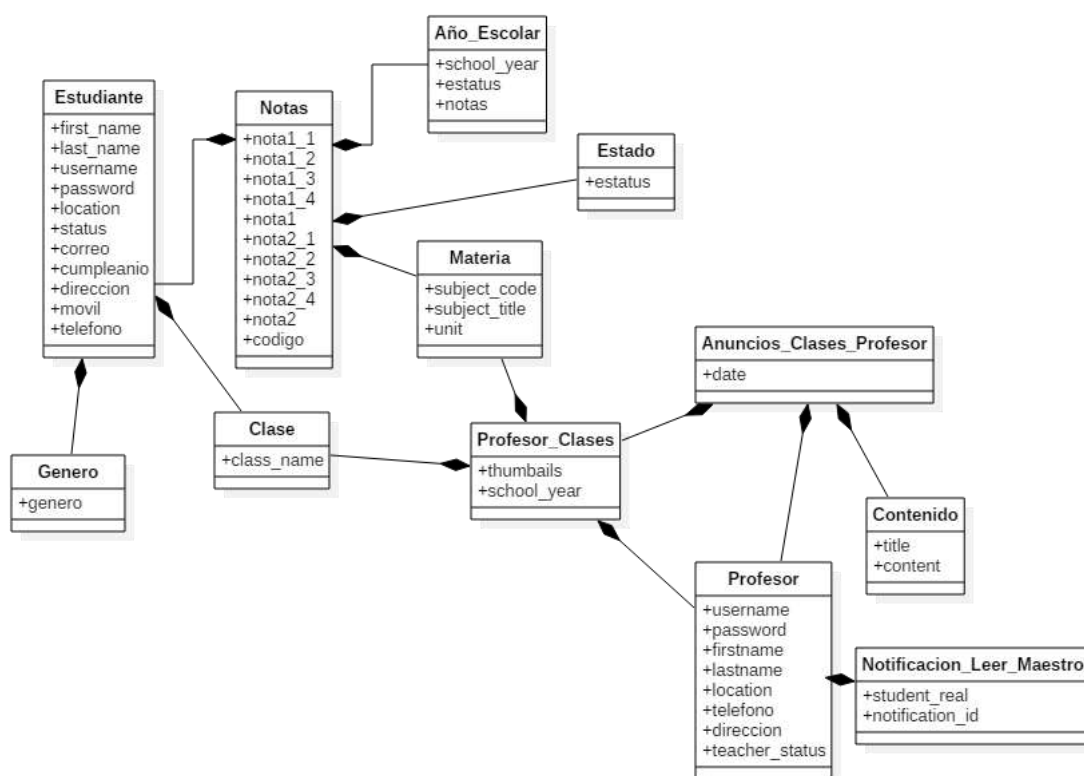 Año_Escolar
+school_year
+estatus
+notas
Estudiante
+first_name
+last_name
+username
+password
+location
+status
+correo
+cumpleanio
+direccion
+movil
+telefono
Notas
+nota1_1
+nota1_2
+nota1_3
+nota1_4
+nota1
+nota2_1
+nota2_2
+nota2_3
+nota2_4
+nota2
+codigo
Estado
+estatus
Materia
+subject_code
+subject_title
+unit
Anuncios_Clases_Profesor
+date
Clase
+class_name
Profesor_Clases
+thumbails
+school_year
Genero
+genero
Contenido
+title
+content
Profesor
+username
+password
+firstname
+lastname
+location
+telefono
+direccion
+teacher_status
Notificacion_Leer_Maestro
+student_real
+notification_id